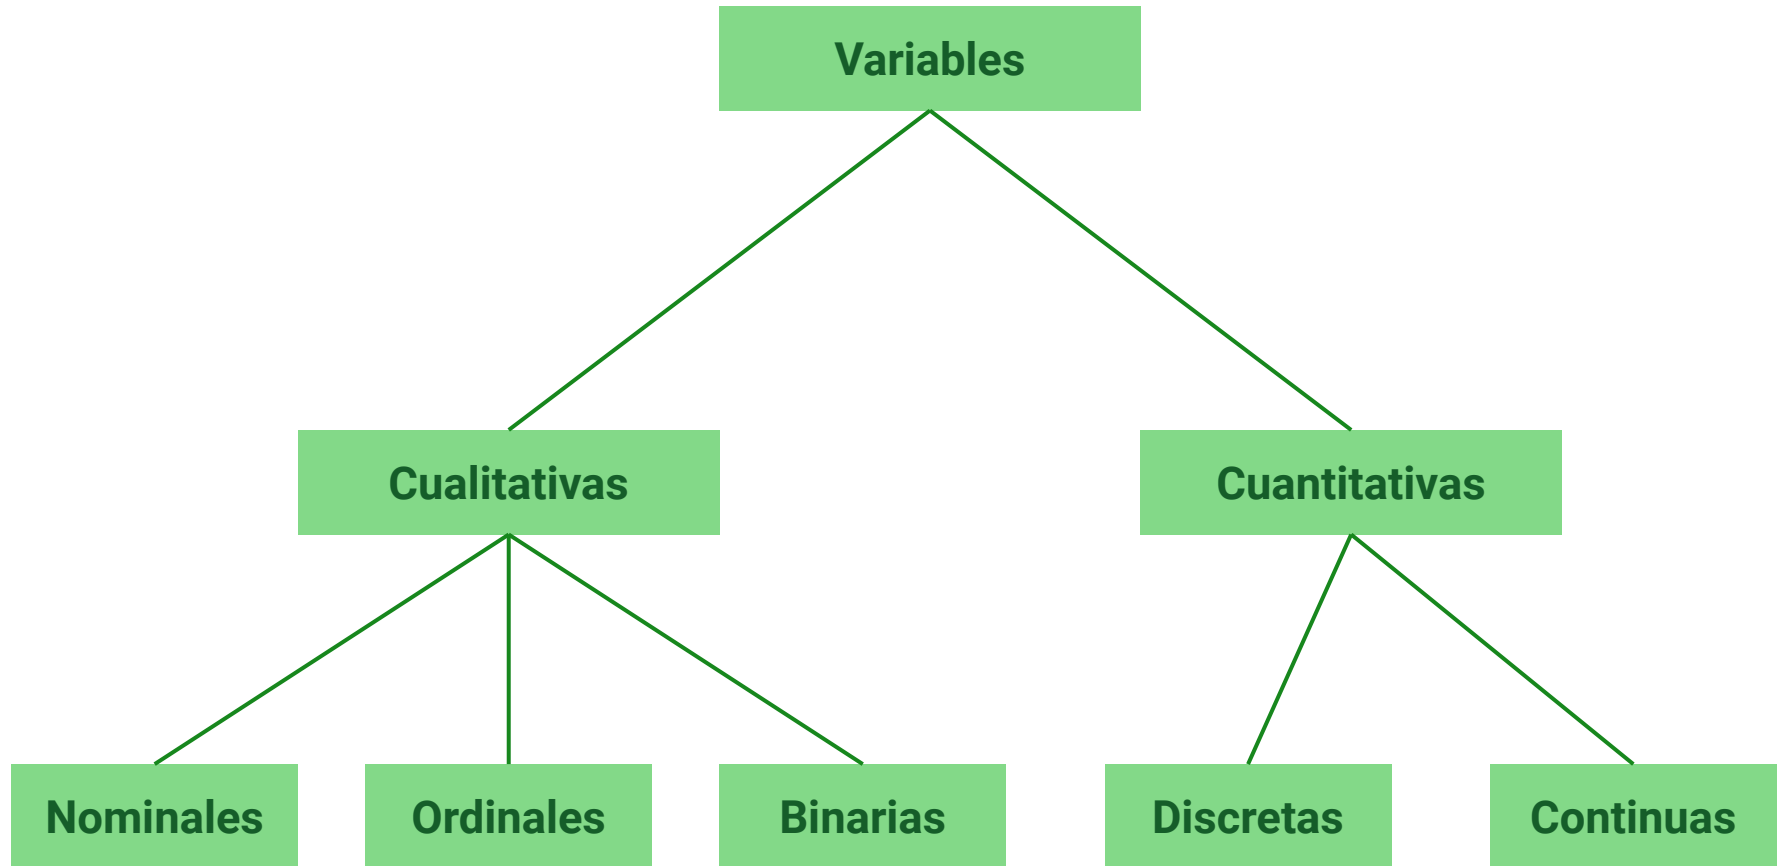 Variables
Cualitativas
Cuantitativas
Nominales
Ordinales
Binarias
Discretas
Continuas